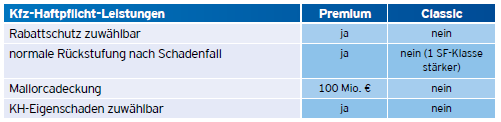 Kfz-Haftpflicht-Leistungen Premium Classic
Rabattschutz zuwählbar ja nein
normale Rückstufung nach Schadenfall ja nein (1 SF-Klasse
stärker)
Mallorcadeckung 100 Mio. € nein
KH-Eigenschaden zuwählbar ja nein